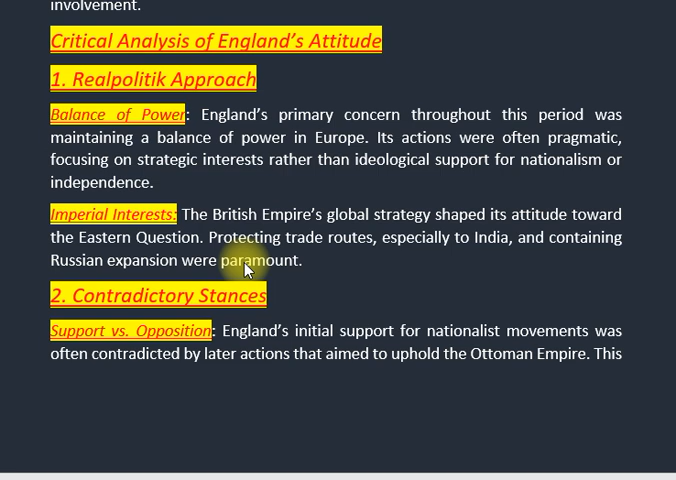 involvement.
Critical Analysis of England's Attitude
1. Realpolitik Approach
Balance of Power: England's primary concern throughout this period was
maintaining a balance of power in Europe. Its actions were often pragmatic,
focusing on strategic interests rather than ideological support for nationalism or
independence.
Imperial Interests: The British Empire's global strategy shaped its attitude toward
the Eastern Question. Protecting trade routes, especially to India, and containing
Russian expansion were paramount.
2. Contradictory Stances
Support vs. Opposition: England's initial support for nationalist movements was
often contradicted by later actions that aimed to uphold the Ottoman Empire. This